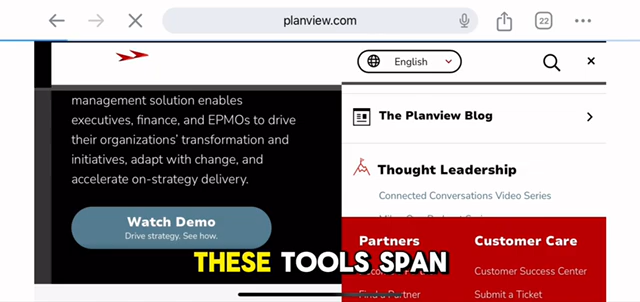 planview.com
22
English
management solution enables
executives, finance, and EPMOs to drive
their organizations' transformation and
initiatives, adapt with change, and
accelerate on-strategy delivery.
Watch Demo
Drive strategy. See how.
The Planview Blog
Thought Leadership
Connected Conversations Video Series
Partners
Customer Care
Customer Success Center
Find a Partner
Submit a Ticket
THESE TOOLS SPAN